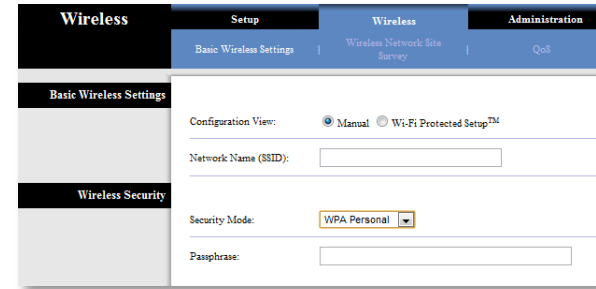 Wireless
Setup Wireless Administration
Basic Wireless Settings | Wireless Network Site Survey | QoS
Basic Wireless Settings
Configuration View: Manual Wi-Fi Protected Setup™
Network Name (SSID):
Wireless Security
Security Mode: WPA Personal
Passphrase: